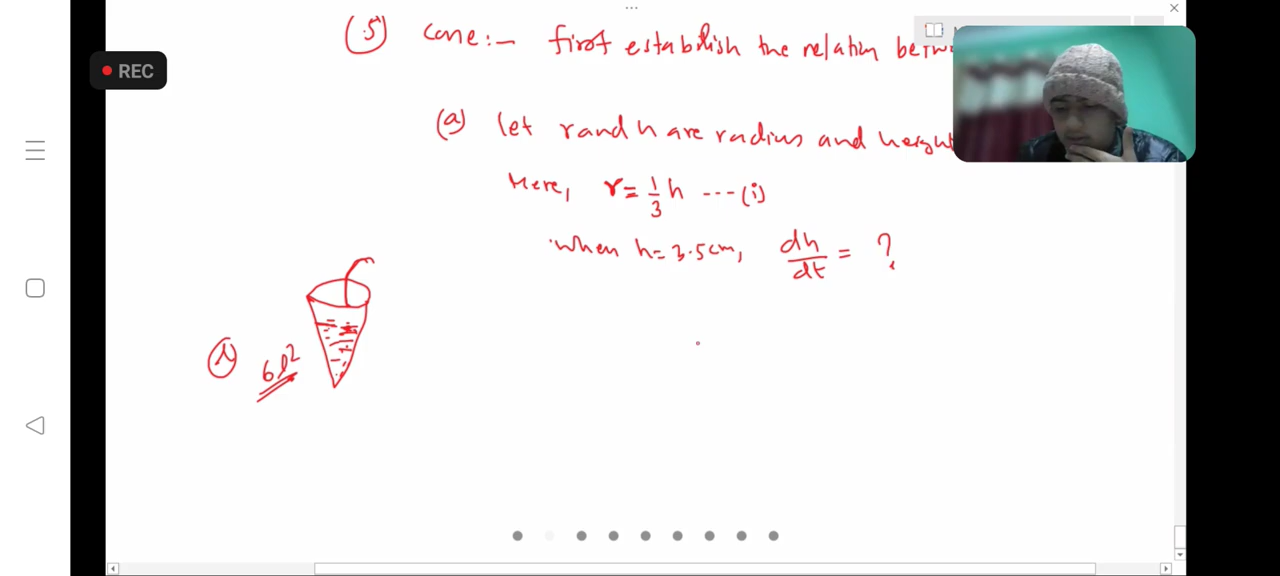 REC
(5) Cone:- first establish the relation betw
(a) let r and h are radius and height
Here, r = 1/3 h ---(i)
when h = 3.5cm, dh/dt = ?
6l²